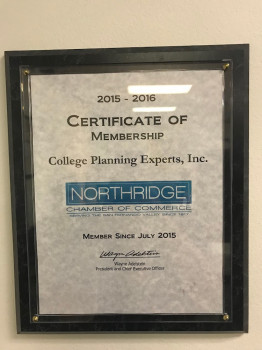 2015 - 2016
CERTIFICATE OF
MEMBERSHIP
College Planning Experts, Inc.
NORTHRIDGE
CHAMBER OF COMMERCE
MEMBER SINCE JULY 2015
President and Chief Executive Officer